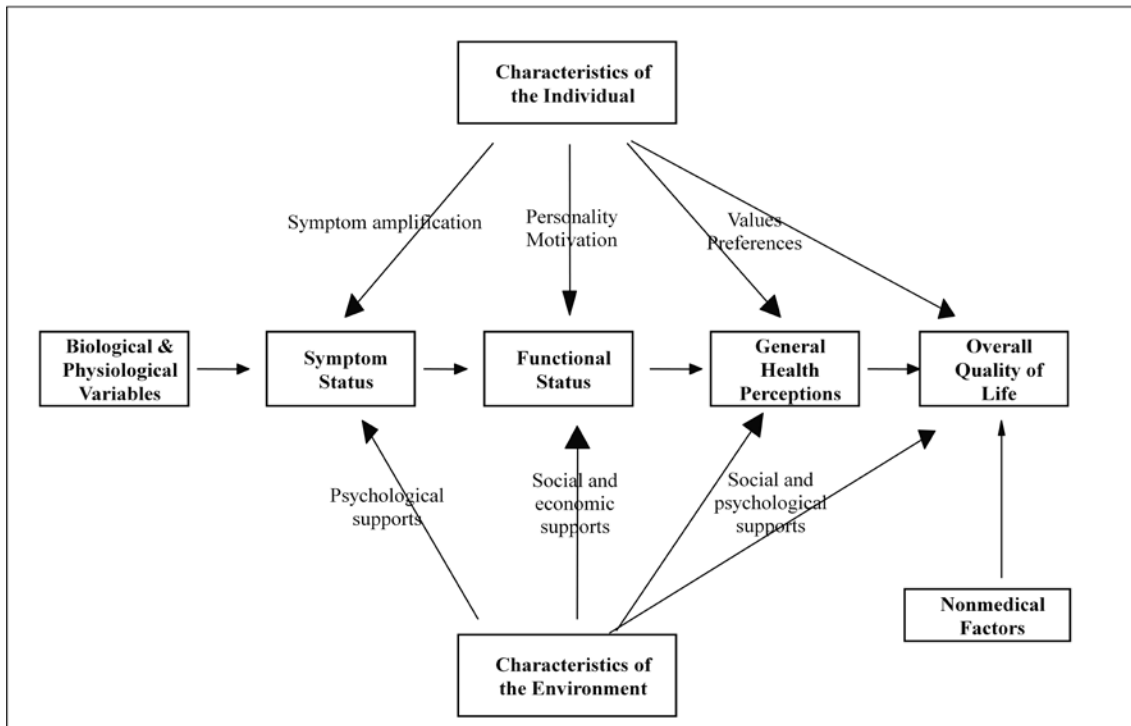 Characteristics of
the Individual
Symptom amplification
Personality
Motivation
Values
Preferences
Biological &
Physiological
Variables
Symptom
Status
Functional
Status
General
Health
Perceptions
Overall
Quality of
Life
Psychological
supports
Social and
economic
supports
Social and
psychological
supports
Nonmedical
Factors
Characteristics of
the Environment